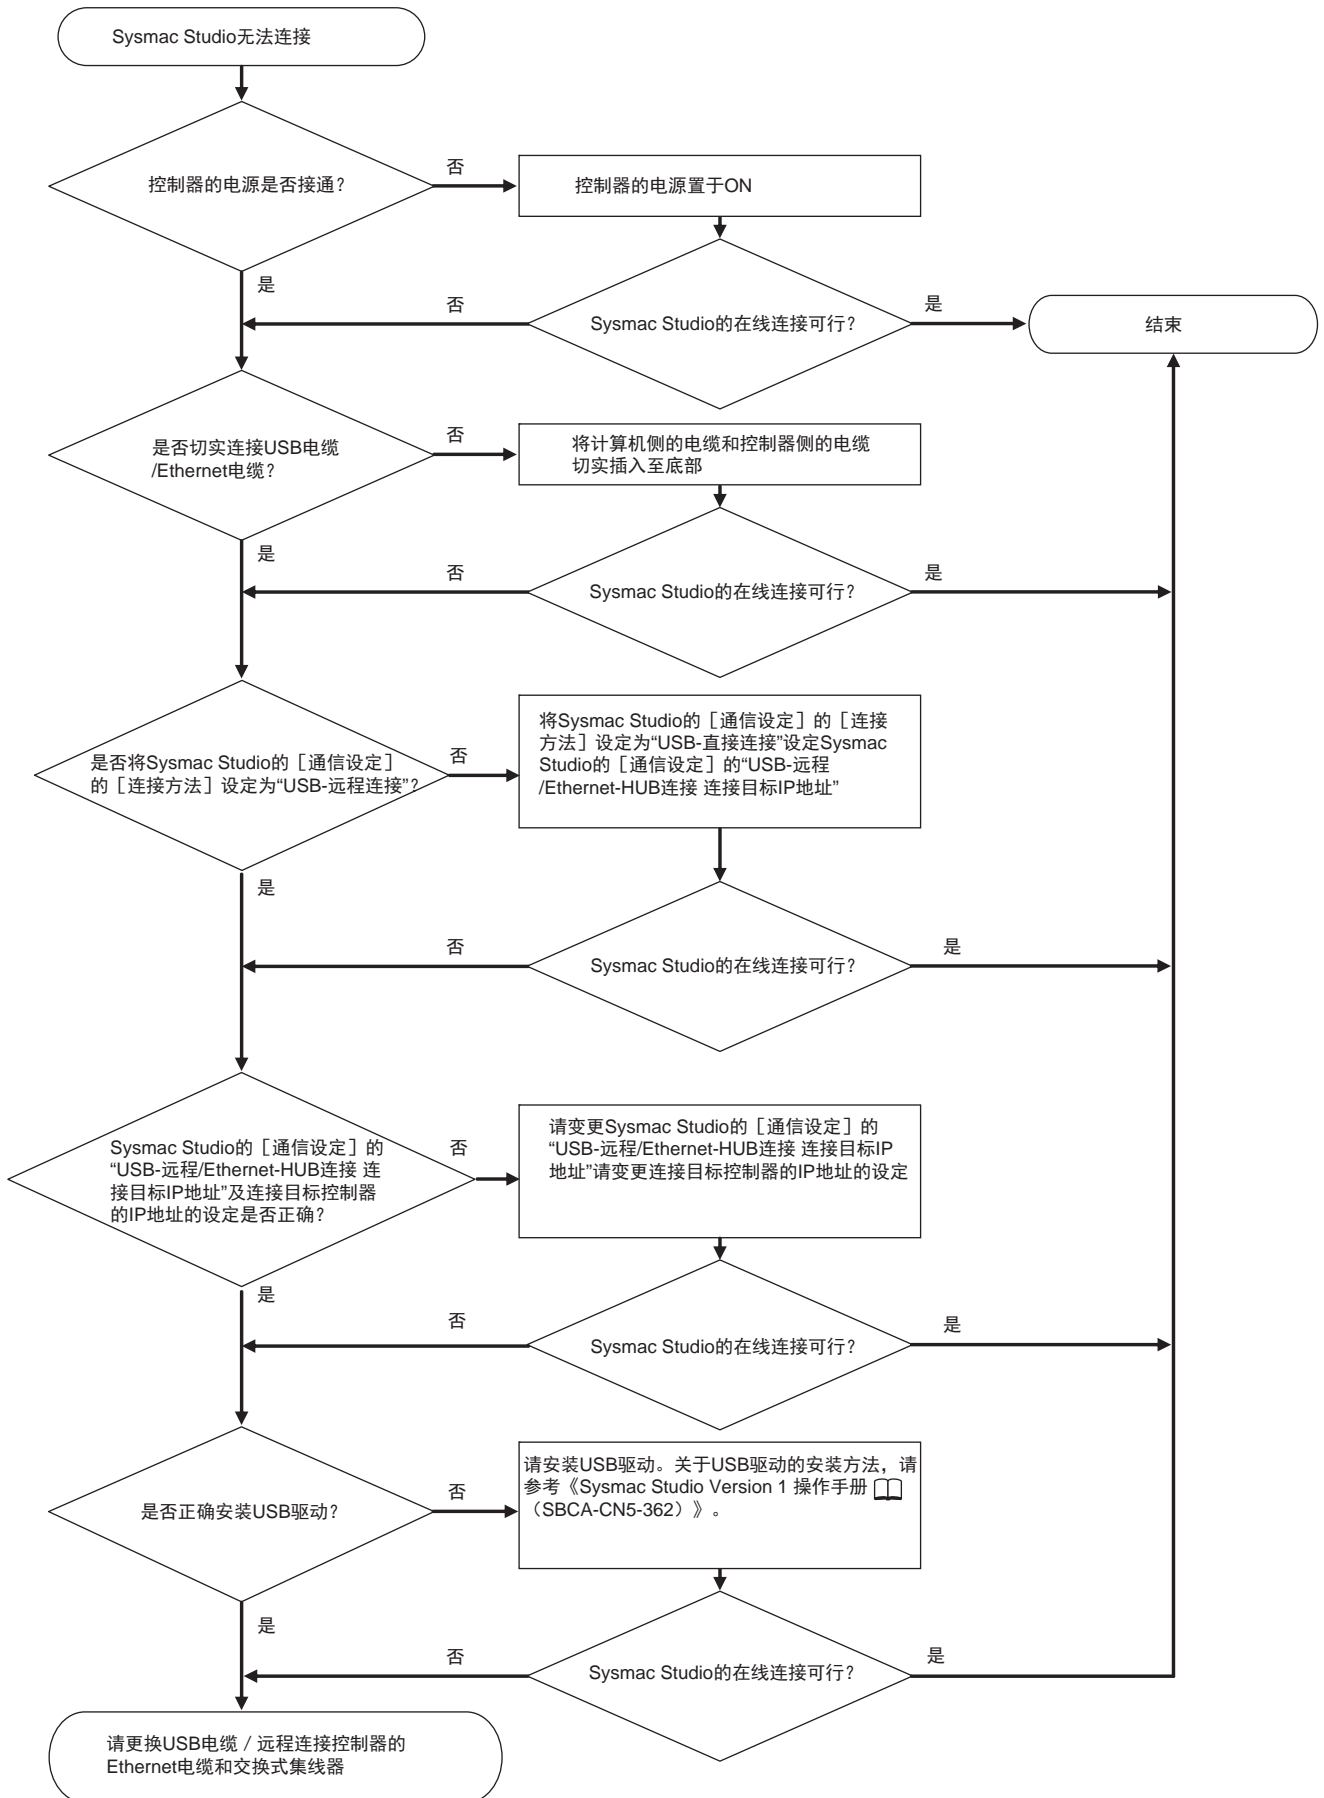 Sysmac Studio无法连接
控制器的电源是否接通？
否
控制器的电源置于ON
是
否
Sysmac Studio的在线连接可行？
是
结束
是否切实连接USB电缆
/Ethernet电缆？
否
将计算机侧的电缆和控制器侧的电缆
切实插入至底部
是
否
Sysmac Studio的在线连接可行？
是
是否将Sysmac Studio的［通信设定］
的［连接方法］设定为“USB-远程连接”？
否
将Sysmac Studio的［通信设定］的［连接
方法］设定为“USB-直接连接”设定Sysmac
Studio的［通信设定］的“USB-远程
/Ethernet-HUB连接 连接目标IP地址”
是
否
Sysmac Studio的在线连接可行？
是
Sysmac Studio的［通信设定］的
“USB-远程/Ethernet-HUB连接 连
接目标IP地址”及连接目标控制器
的IP地址的设定是否正确？
否
请变更Sysmac Studio的［通信设定］的
“USB-远程/Ethernet-HUB连接 连接目标IP
地址”请变更连接目标控制器的IP地址的设定
是
否
Sysmac Studio的在线连接可行？
是
是否正确安装USB驱动？
否
请安装USB驱动。关于USB驱动的安装方法，请
参考《Sysmac Studio Version 1 操作手册
（SBCA-CN5-362）》。
是
否
Sysmac Studio的在线连接可行？
是
请更换USB电缆／远程连接控制器的
Ethernet电缆和交换式集线器